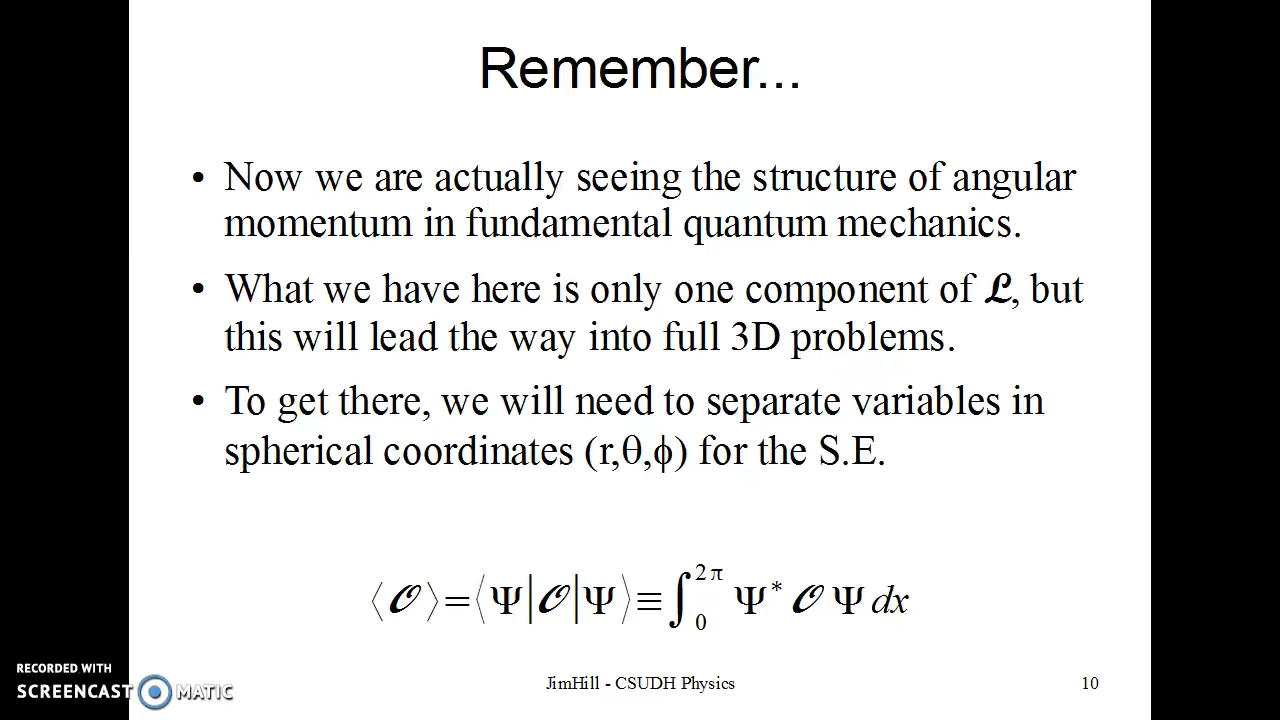 Remember...
• Now we are actually seeing the structure of angular
momentum in fundamental quantum mechanics.
• What we have here is only one component of ℒ, but
this will lead the way into full 3D problems.
• To get there, we will need to separate variables in
spherical coordinates (r,θ,ϕ) for the S.E.
⟨𝒪⟩=⟨Ψ|𝒪|Ψ⟩≡∫₀^{2π} Ψ* 𝒪 Ψ dx
RECORDED WITH
SCREENCAST MATIC
JimHill - CSUDH Physics
10